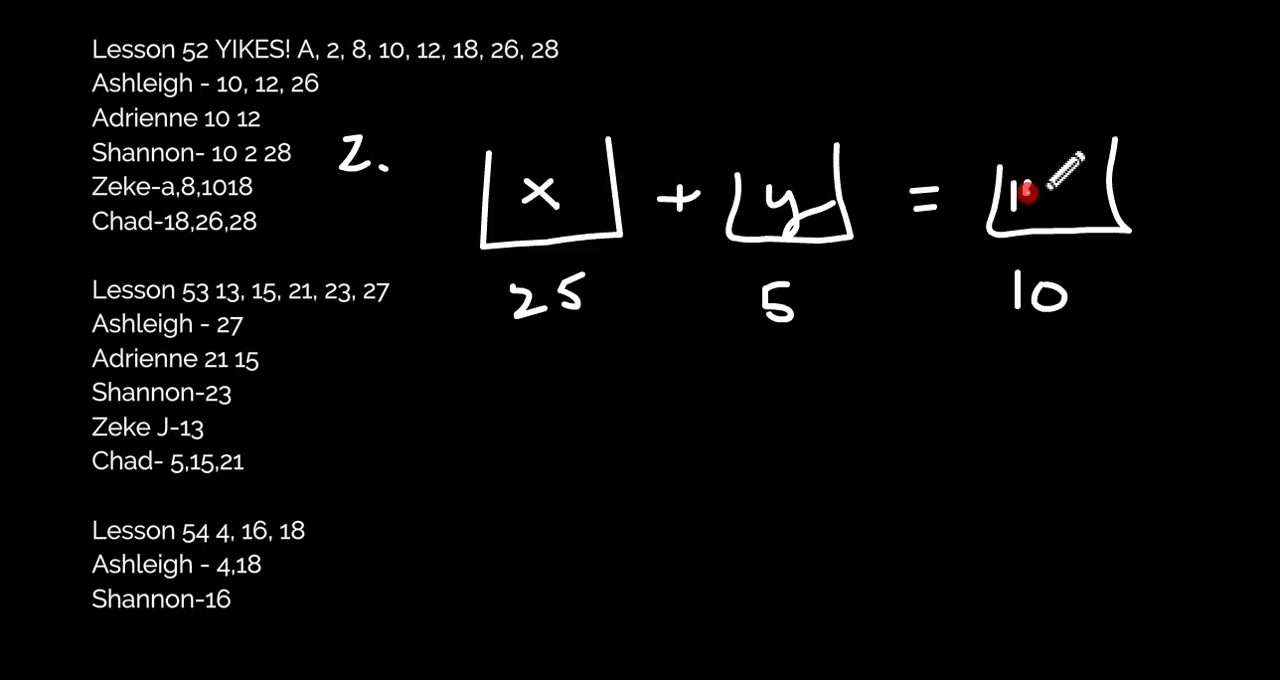 Lesson 52 YIKES! A, 2, 8, 10, 12, 18, 26, 28
Ashleigh - 10, 12, 26
Adrienne 10 12
Shannon- 10 2 28
Zeke-a,8,1018
Chad-18,26,28
2.
x + y =
25 5 10
Lesson 53 13, 15, 21, 23, 27
Ashleigh - 27
Adrienne 21 15
Shannon-23
Zeke J-13
Chad- 5,15,21
Lesson 54 4, 16, 18
Ashleigh - 4,18
Shannon-16